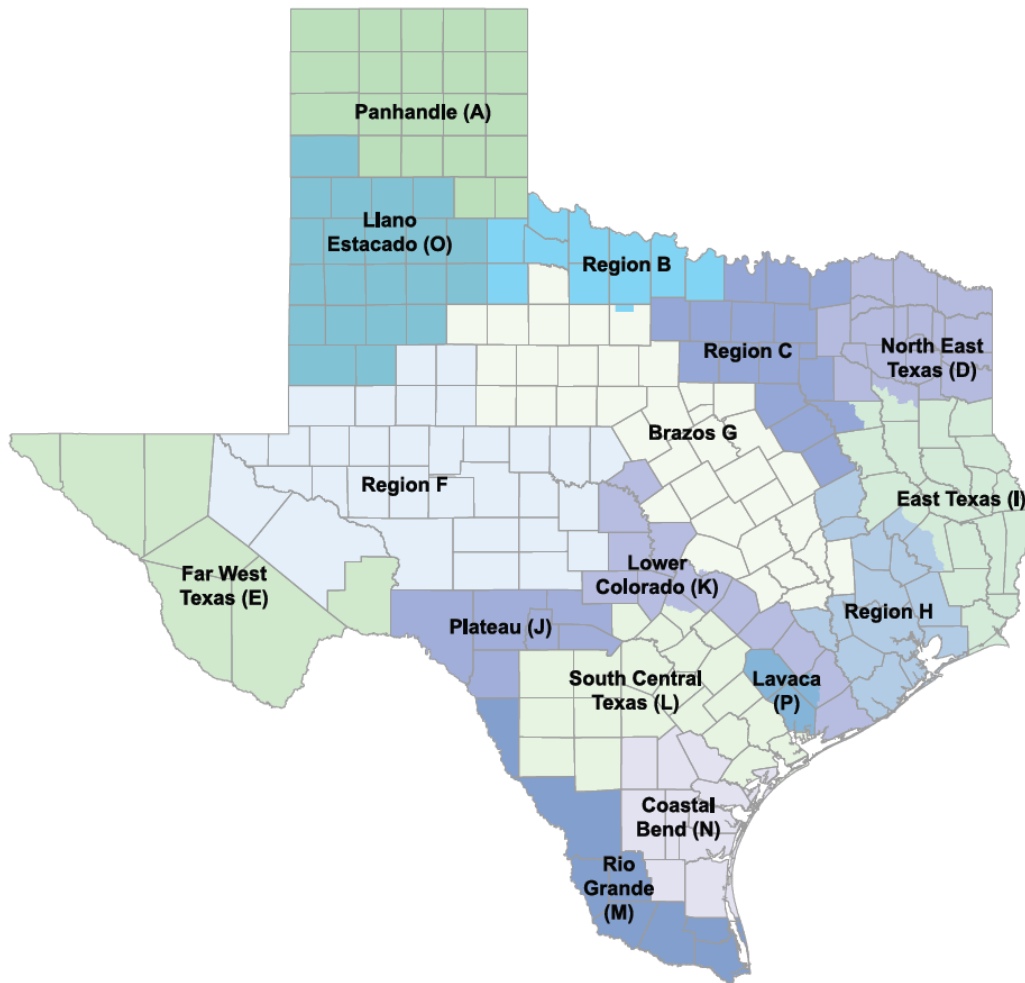 Panhandle (A)
Llano
Estacado (O)
Region B
North East
Texas (D)
Region C
Brazos G
Region F
East Texas (I)
Far West
Texas (E)
Lower
Colorado (K)
Region H
Plateau (J)
South Central
Texas (L)
Lavaca
(P)
Coastal
Bend (N)
Rio
Grande
(M)